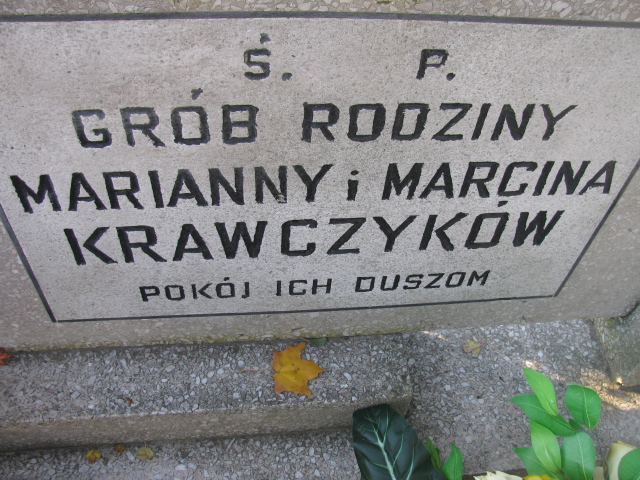 Ś. P.
GRÓB RODZINY
MARIANNY i MARCINA
KRAWCZYKÓW
POKÓJ ICH DUSZOM